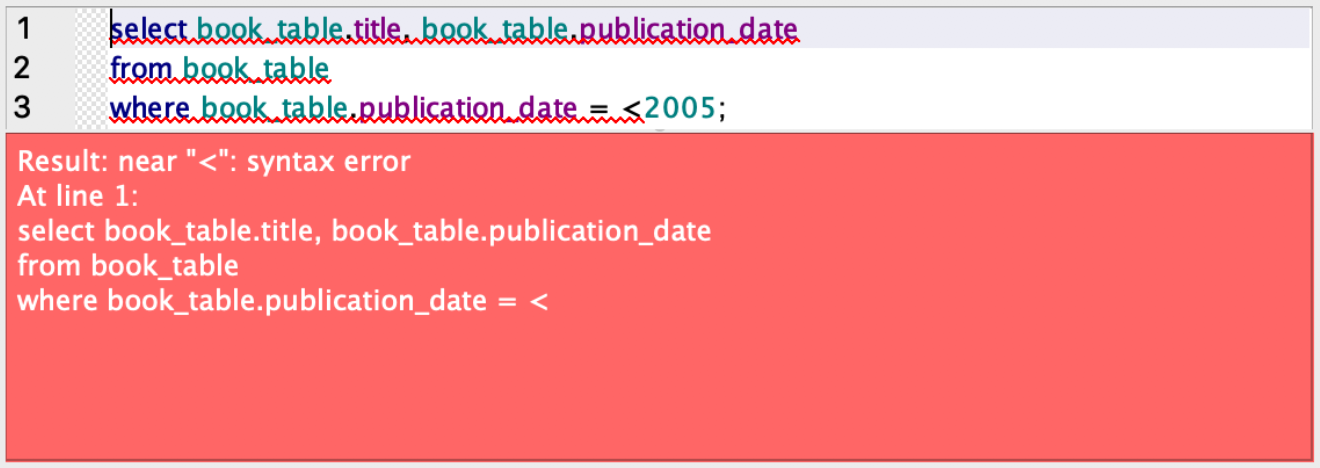 1 select book_table.title, book_table.publication_date
2 from book_table
3 where book_table.publication_date = <2005;
Result: near "<": syntax error
At line 1:
select book_table.title, book_table.publication_date
from book_table
where book_table.publication_date = <